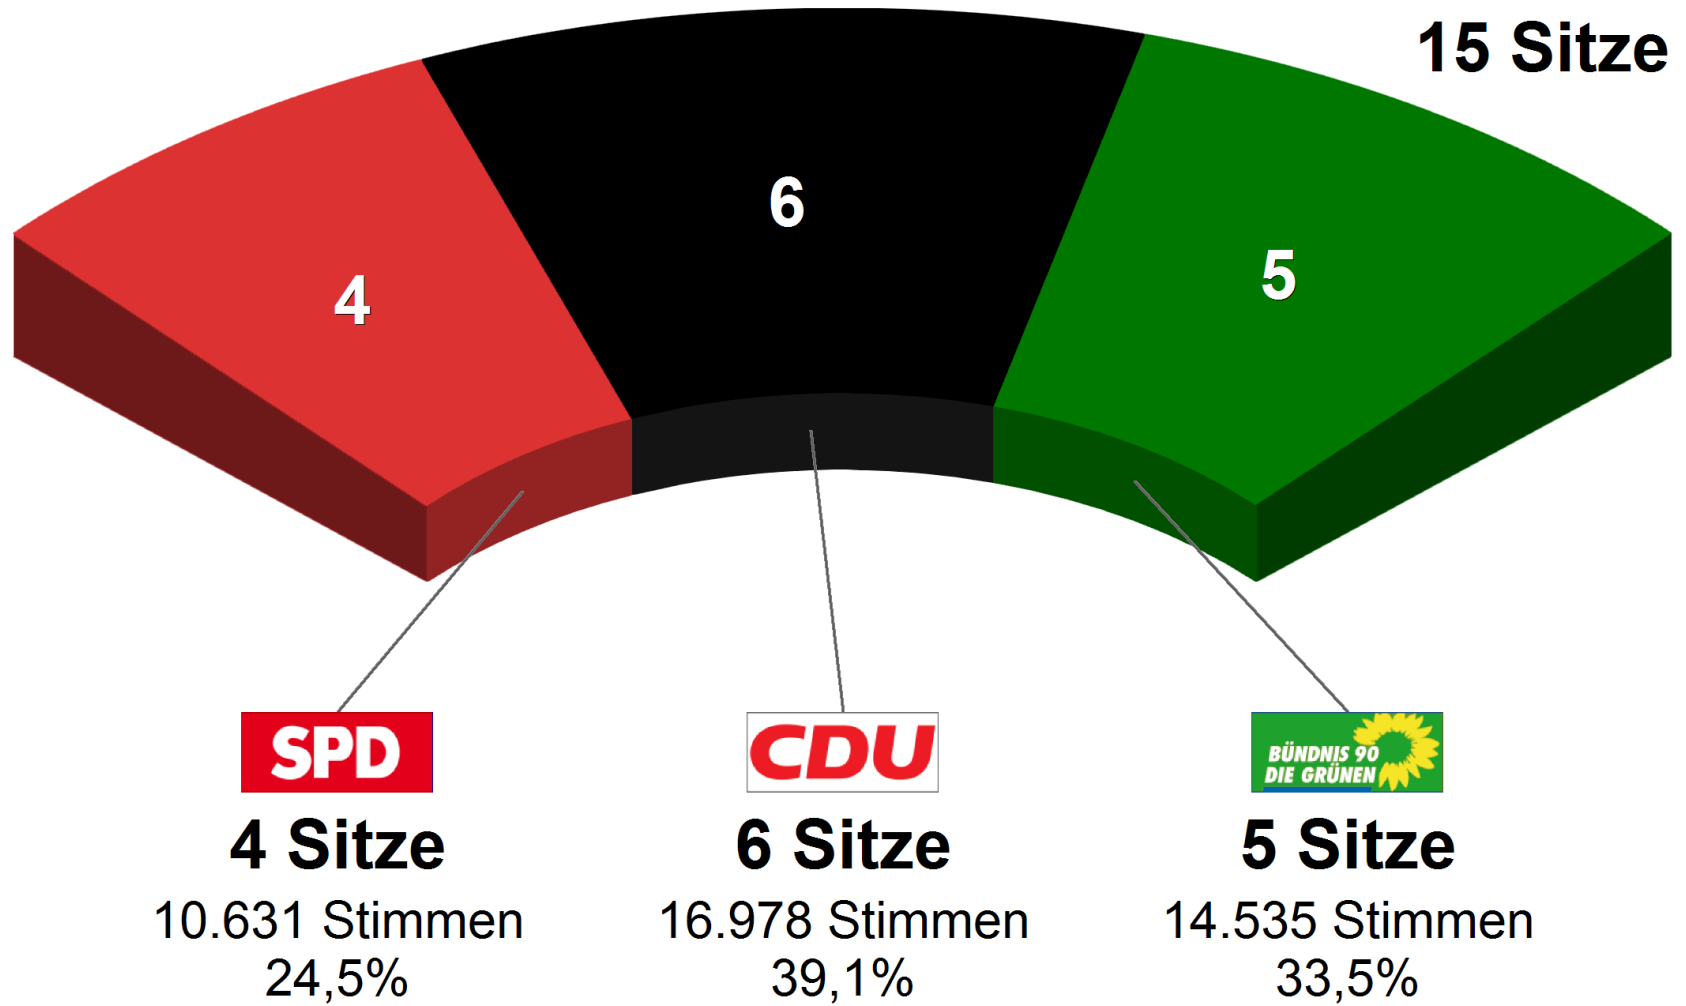 15 Sitze
4
6
5
SPD
CDU
BÜNDNIS 90
DIE GRÜNEN
4 Sitze
6 Sitze
5 Sitze
10.631 Stimmen
16.978 Stimmen
14.535 Stimmen
24,5%
39,1%
33,5%